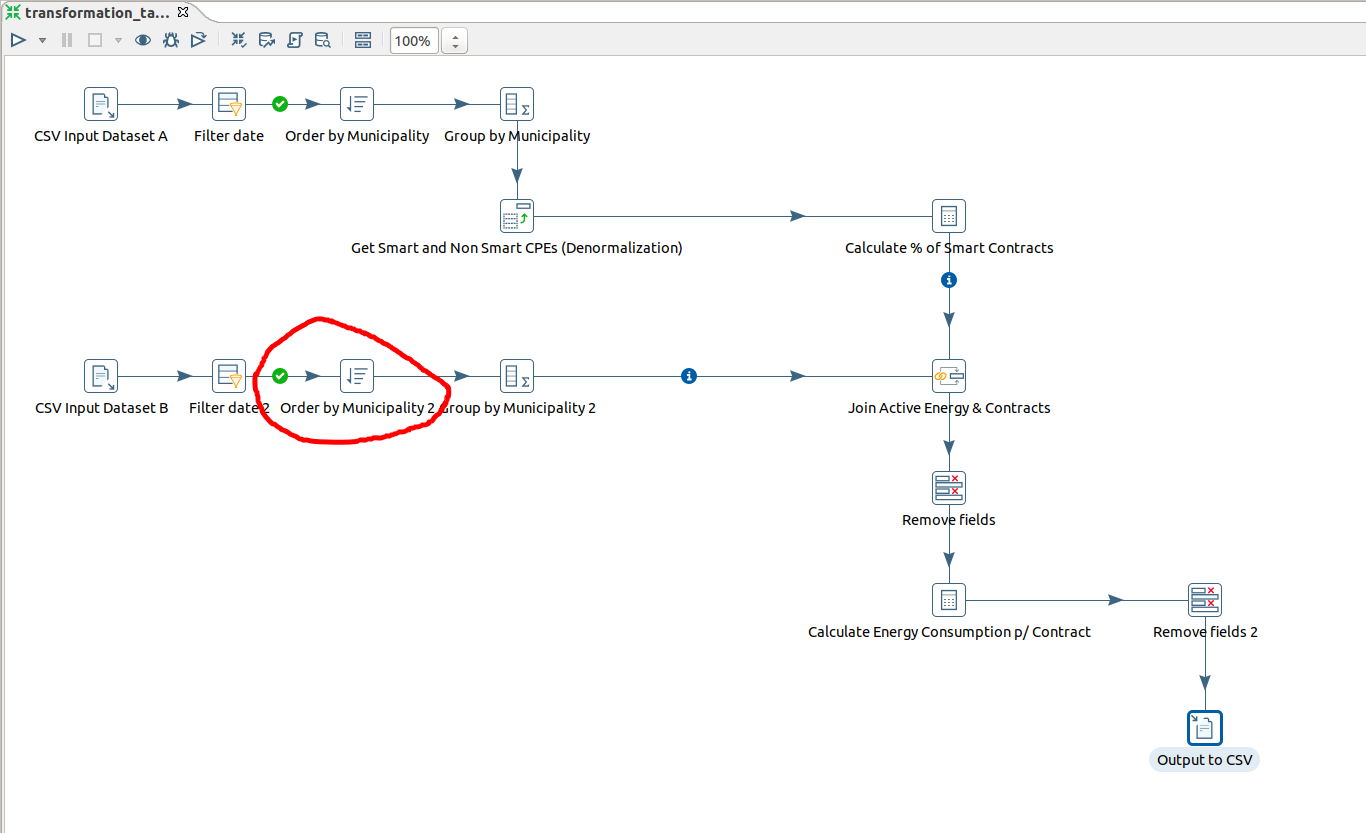 transformation_ta...
100%
CSV Input Dataset A
Filter date
Order by Municipality
Group by Municipality
Get Smart and Non Smart CPEs (Denormalization)
Calculate % of Smart Contracts
CSV Input Dataset B
Filter date 2
Order by Municipality 2
Group by Municipality 2
Join Active Energy & Contracts
Remove fields
Calculate Energy Consumption p/ Contract
Remove fields 2
Output to CSV